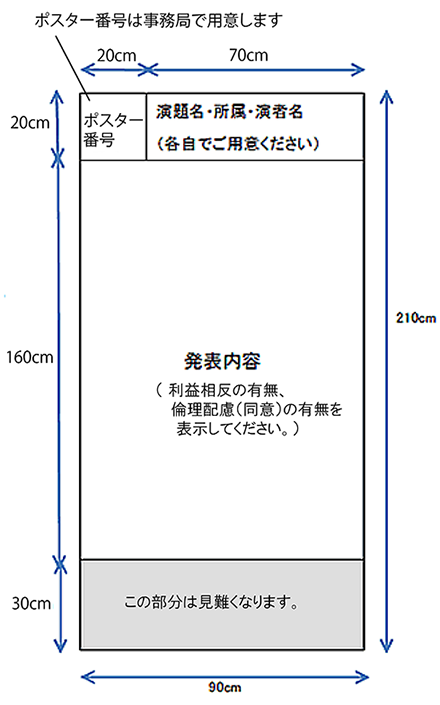 ポスター番号は事務局で用意します
20cm
70cm
20cm
ポスター
番号
演題名・所属・演者名
（各自でご用意ください）
210cm
160cm
発表内容
（ 利益相反の有無、
倫理配慮（同意）の有無を
表示してください。）
30cm
この部分は見難くなります。
90cm